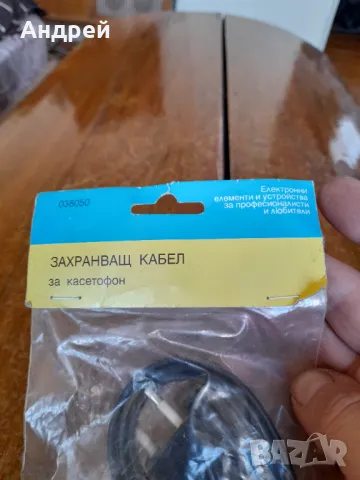 Андрей
038050
Електронни
елементи и устройства
за професионалисти
и любители
ЗАХРАНВАЩ КАБЕЛ
за касетофон
BAZAR